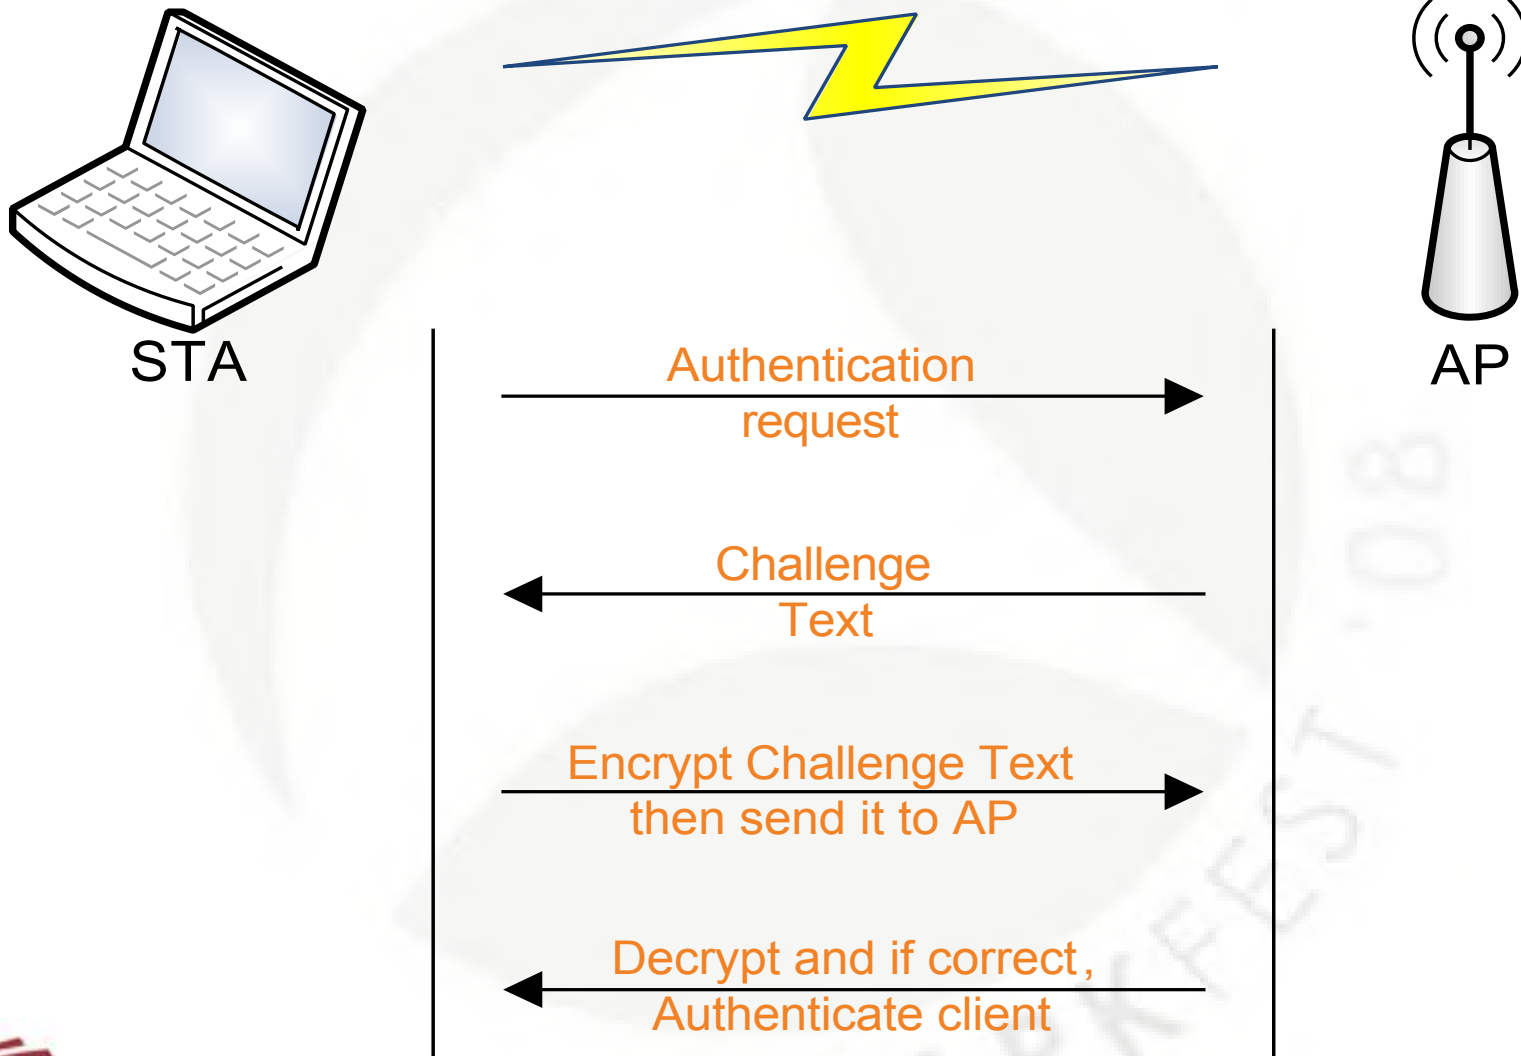 STA
AP
Authentication
request
Challenge
Text
Encrypt Challenge Text
then send it to AP
Decrypt and if correct,
Authenticate client